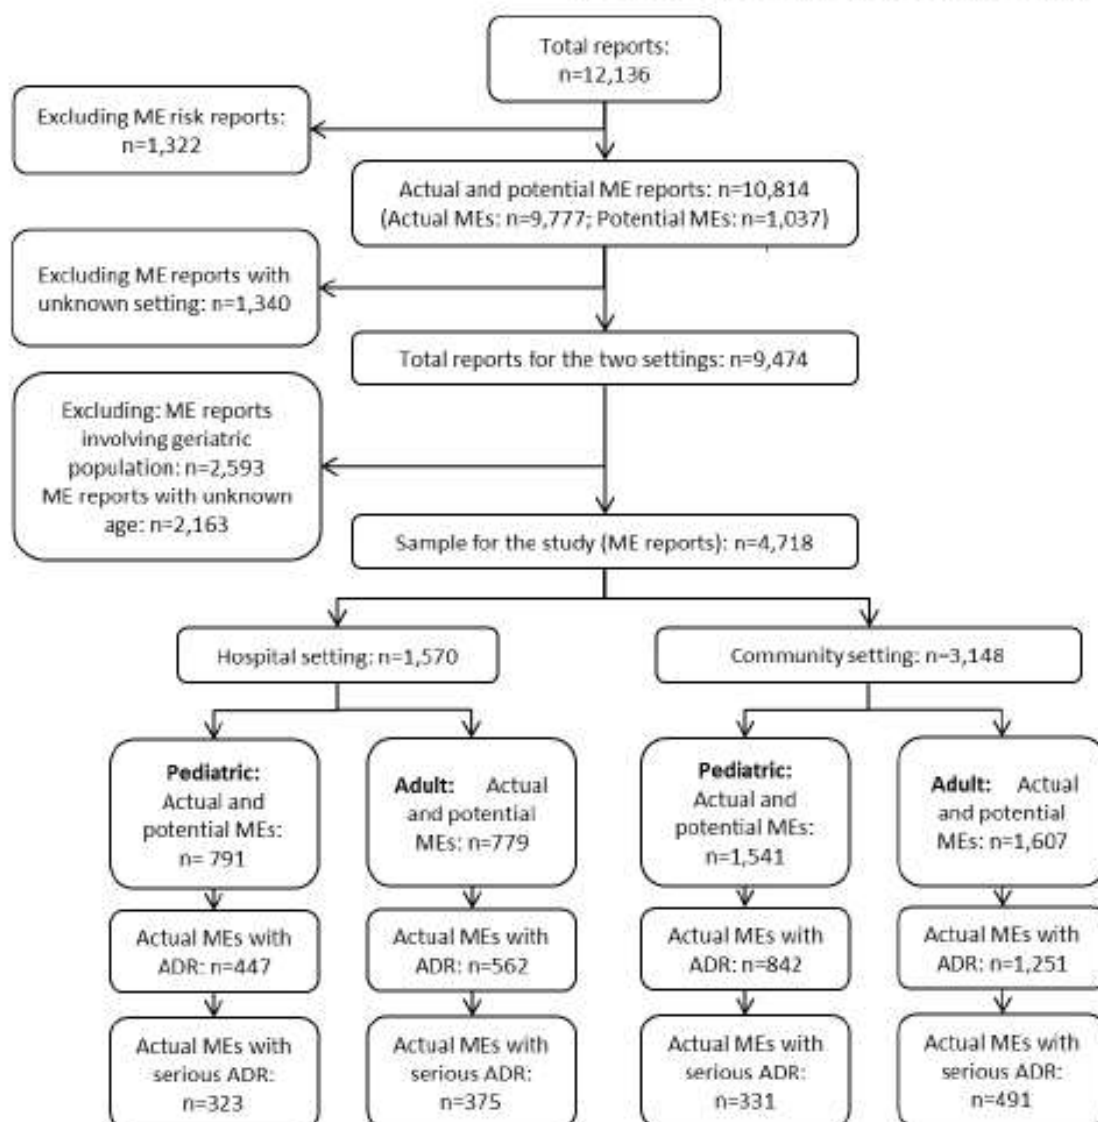 Total reports:
n=12,136
Excluding ME risk reports:
n=1,322
Actual and potential ME reports: n=10,814
(Actual MEs: n=9,777; Potential MEs: n=1,037)
Excluding ME reports with
unknown setting: n=1,340
Total reports for the two settings: n=9,474
Excluding: ME reports
involving geriatric
population: n=2,593
ME reports with unknown
age: n=2,163
Sample for the study (ME reports): n=4,718
Hospital setting: n=1,570
Community setting: n=3,148
Pediatric:
Actual and
potential MEs:
n= 791
Adult: Actual
and potential
MEs: n=779
Pediatric:
Actual and
potential MEs:
n=1,541
Adult: Actual
and potential
MEs: n=1,607
Actual MEs with
ADR: n=447
Actual MEs with
ADR: n=562
Actual MEs with
ADR: n=842
Actual MEs with
ADR: n=1,251
Actual MEs with
serious ADR:
n=323
Actual MEs with
serious ADR:
n=375
Actual MEs with
serious ADR:
n=331
Actual MEs with
serious ADR:
n=491